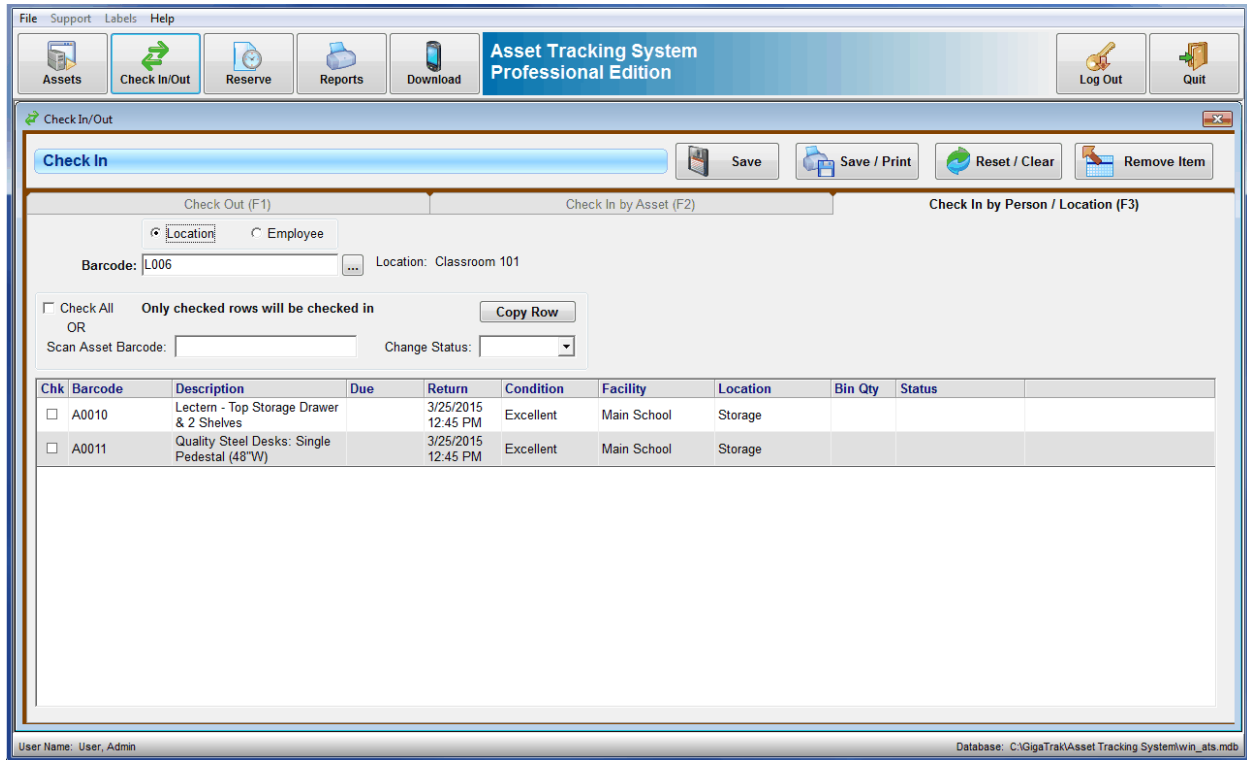 File Support Labels Help
Assets Check In/Out Reserve Reports Download Asset Tracking System Log Out Quit
Professional Edition
Check In/Out
Check In Save Save / Print Reset / Clear Remove Item
Check Out (F1) Check In by Asset (F2) Check In by Person / Location (F3)
Location Employee
Barcode: L006 ... Location: Classroom 101
Check All Only checked rows will be checked in Copy Row
OR
Scan Asset Barcode: Change Status:
Chk Barcode Description Due Return Condition Facility Location Bin Qty Status
A0010 Lectern - Top Storage Drawer & 2 Shelves 3/25/2015 12:45 PM Excellent Main School Storage
A0011 Quality Steel Desks: Single Pedestal (48"W) 3/25/2015 12:45 PM Excellent Main School Storage
User Name: User, Admin Database: C:\GigaTrak\Asset Tracking System\win_ats.mdb